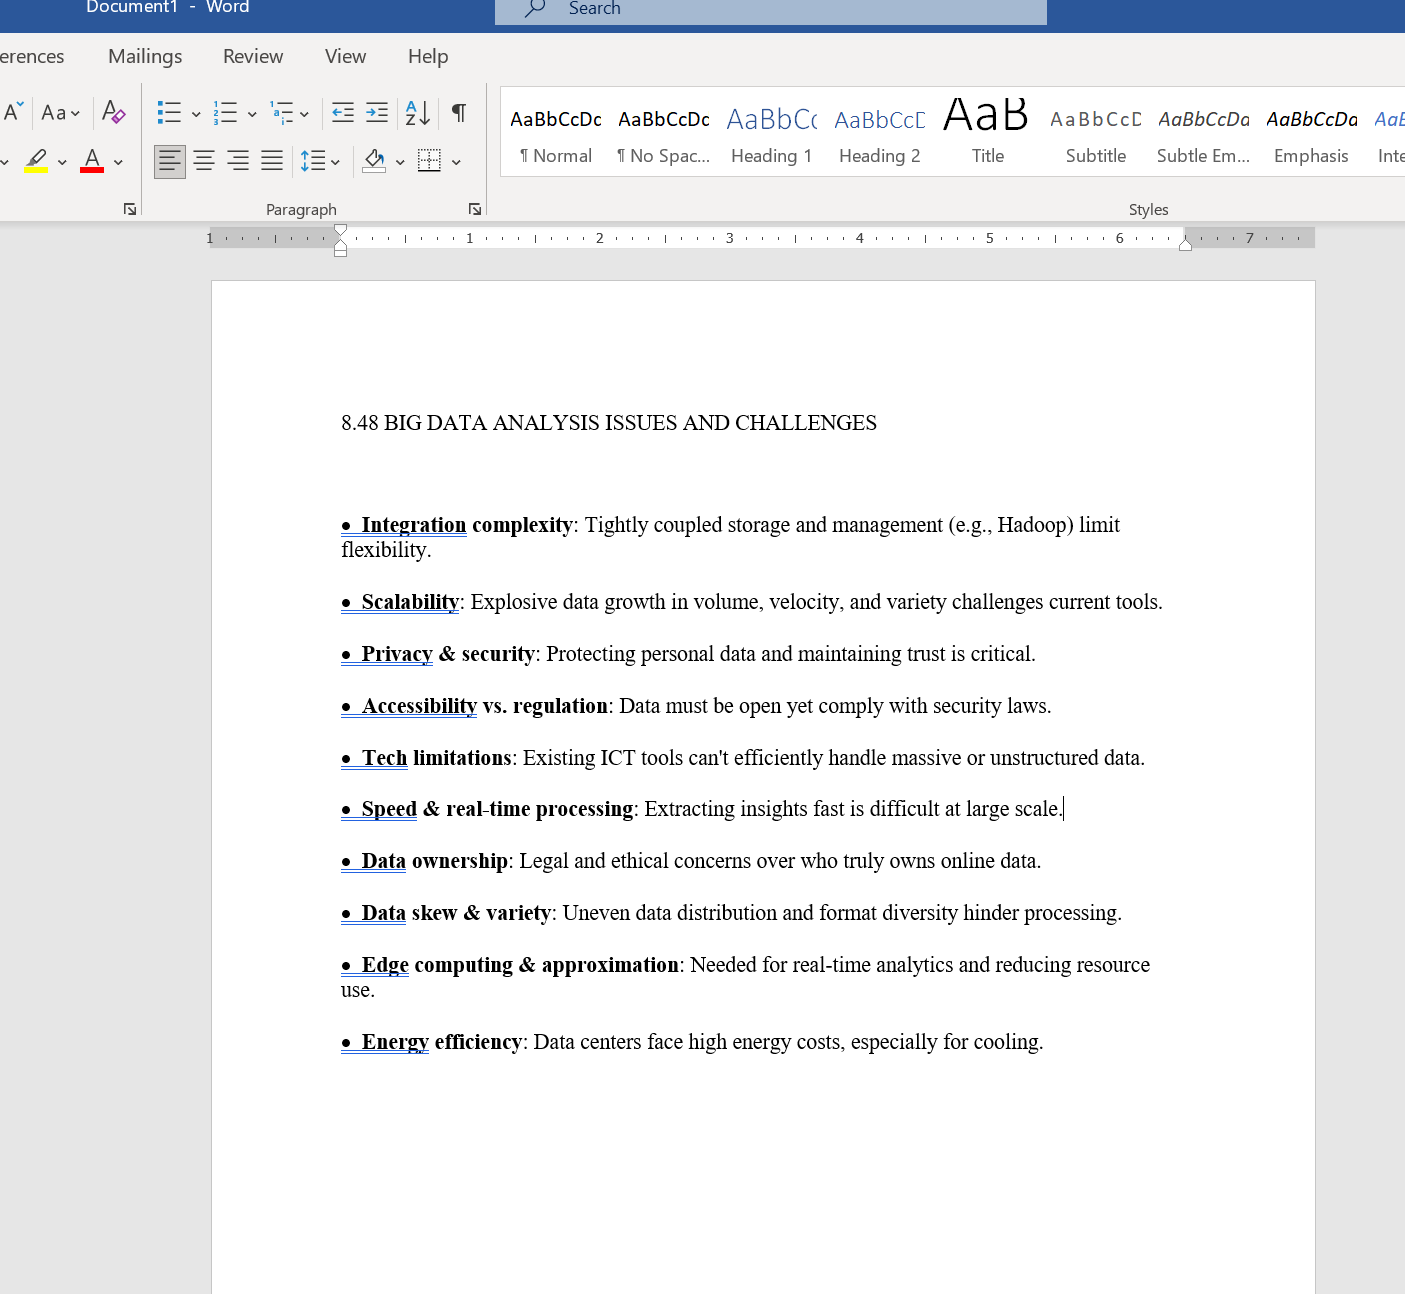 Document1 - Word
Search
erences Mailings Review View Help
Aa
AaBbCcDc AaBbCcDc AaBbC AaBbCcD AaB AaBbCcD AaBbCcDa AaBbCcDa
¶ Normal ¶ No Spac... Heading 1 Heading 2 Title Subtitle Subtle Em... Emphasis Inte
Paragraph Styles
1 1 2 3 4 5 6 7
8.48 BIG DATA ANALYSIS ISSUES AND CHALLENGES
• Integration complexity: Tightly coupled storage and management (e.g., Hadoop) limit
flexibility.
• Scalability: Explosive data growth in volume, velocity, and variety challenges current tools.
• Privacy & security: Protecting personal data and maintaining trust is critical.
• Accessibility vs. regulation: Data must be open yet comply with security laws.
• Tech limitations: Existing ICT tools can't efficiently handle massive or unstructured data.
• Speed & real-time processing: Extracting insights fast is difficult at large scale.
• Data ownership: Legal and ethical concerns over who truly owns online data.
• Data skew & variety: Uneven data distribution and format diversity hinder processing.
• Edge computing & approximation: Needed for real-time analytics and reducing resource
use.
• Energy efficiency: Data centers face high energy costs, especially for cooling.